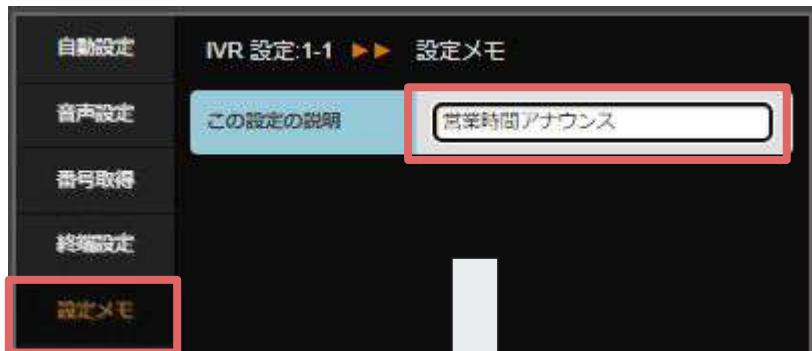 自動設定
IVR 設定:1-1 ▶▶ 設定メモ
音声設定
この設定の説明
営業時間アナウンス
番号取得
終端設定
設定メモ